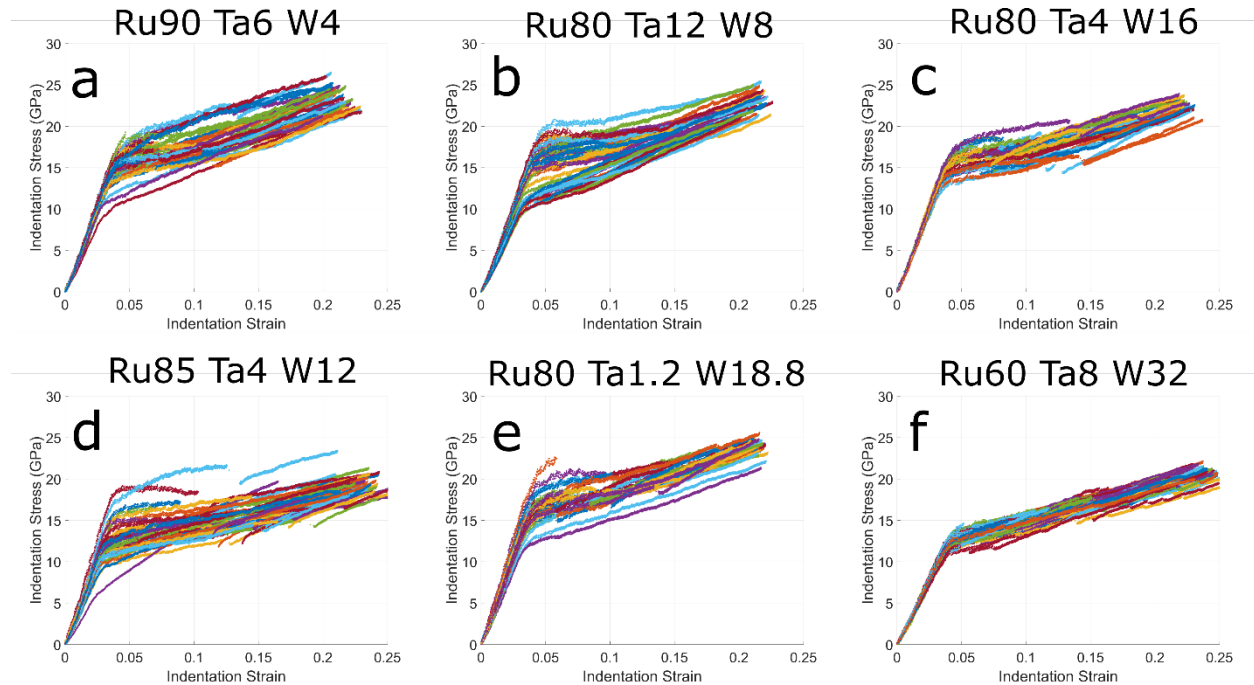 Ru90 Ta6 W4
Ru80 Ta12 W8
Ru80 Ta4 W16
a
b
c
Indentation Stress (GPa)
30
25
20
15
10
5
0
0 0.05 0.1 0.15 0.2 0.25
Indentation Strain
Indentation Stress (GPa)
30
25
20
15
10
5
0
0 0.05 0.1 0.15 0.2 0.25
Indentation Strain
Indentation Stress (GPa)
30
25
20
15
10
5
0
0 0.05 0.1 0.15 0.2 0.25
Indentation Strain
Ru85 Ta4 W12
Ru80 Ta1.2 W18.8
Ru60 Ta8 W32
d
e
f
Indentation Stress (GPa)
30
25
20
15
10
5
0
0 0.05 0.1 0.15 0.2 0.25
Indentation Strain
Indentation Stress (GPa)
30
25
20
15
10
5
0
0 0.05 0.1 0.15 0.2 0.25
Indentation Strain
Indentation Stress (GPa)
30
25
20
15
10
5
0
0 0.05 0.1 0.15 0.2 0.25
Indentation Strain